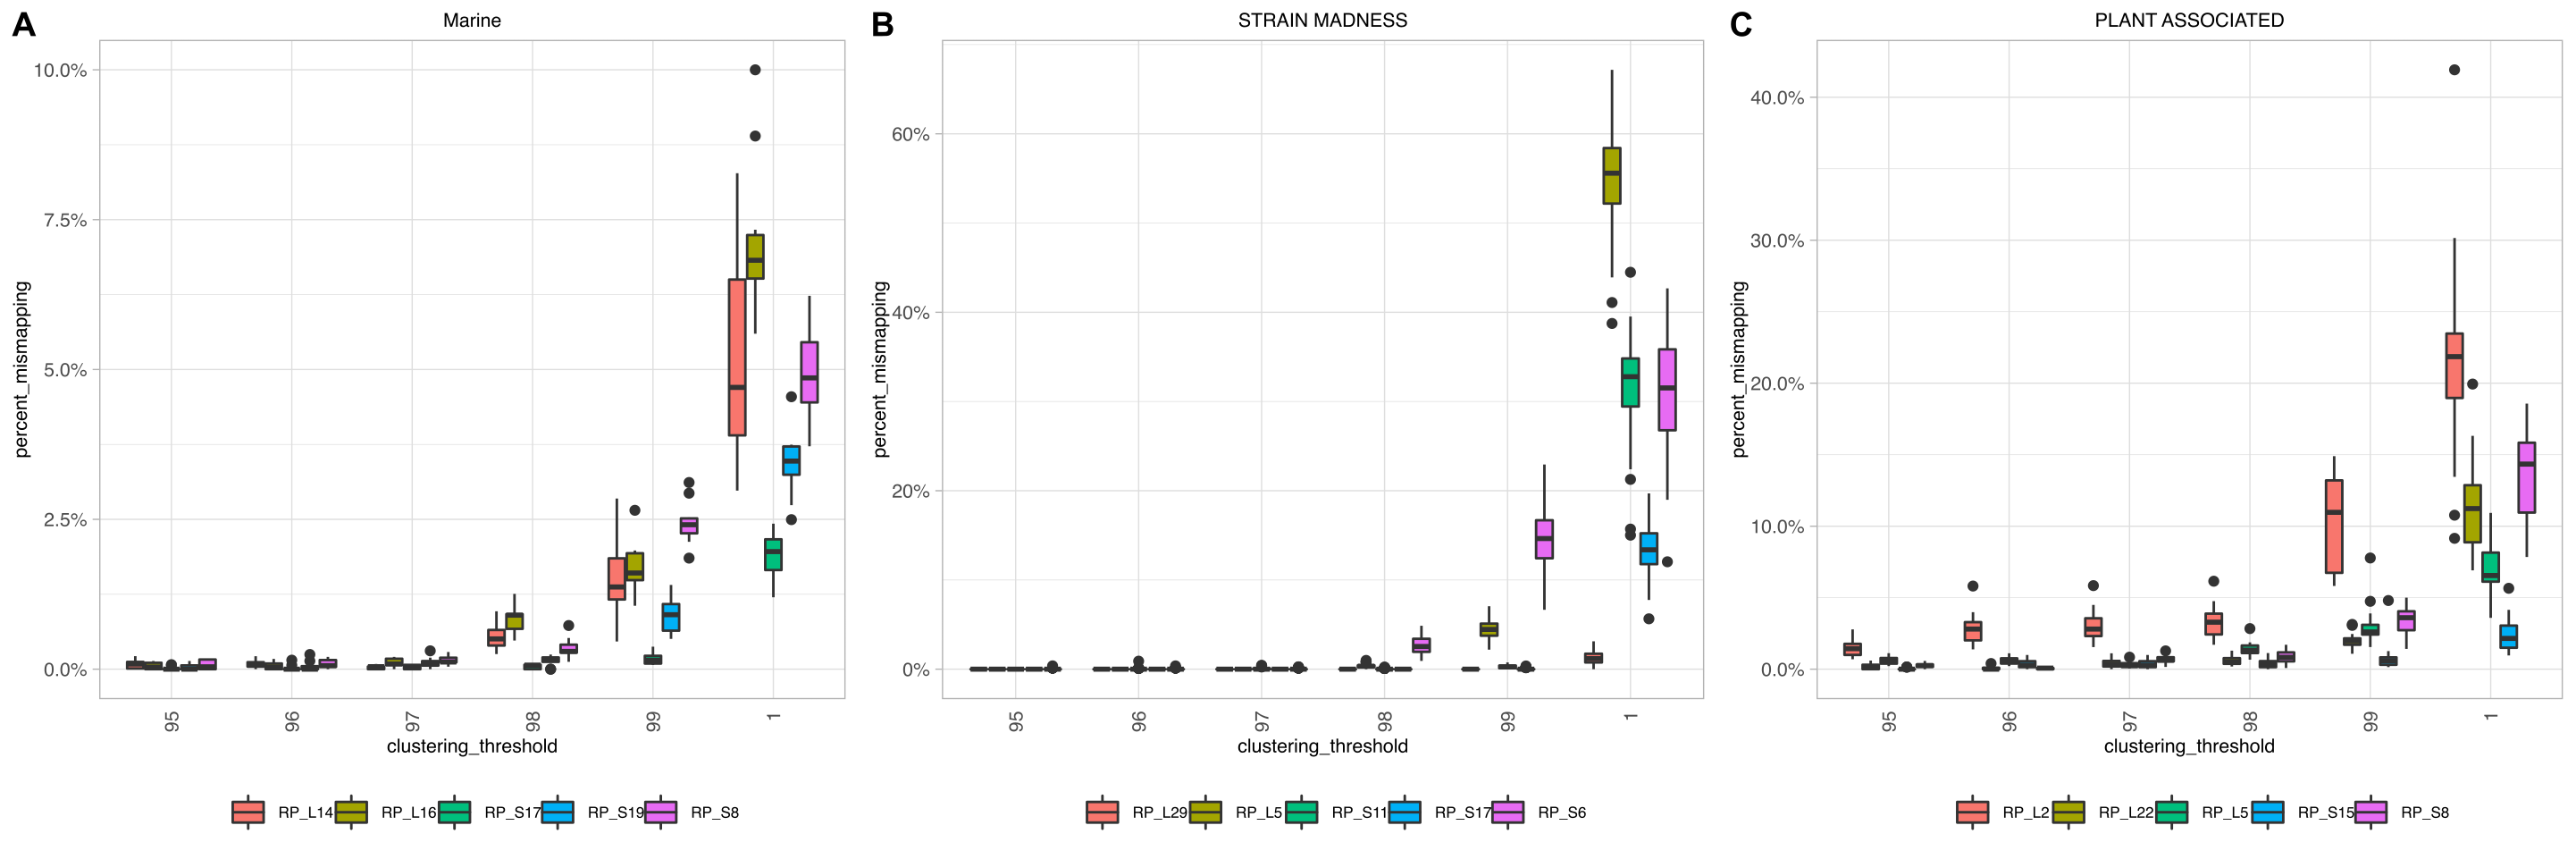 A
Marine
percent_mismapping
10.0%
7.5%
5.0%
2.5%
0.0%
95
96
97
98
99
1
clustering_threshold
RP_L14 RP_L16 RP_S17 RP_S19 RP_S8
B
STRAIN MADNESS
percent_mismapping
60%
40%
20%
0%
95
96
97
98
99
1
clustering_threshold
RP_L29 RP_L5 RP_S11 RP_S17 RP_S6
C
PLANT ASSOCIATED
percent_mismapping
40.0%
30.0%
20.0%
10.0%
0.0%
95
96
97
98
99
1
clustering_threshold
RP_L2 RP_L22 RP_L5 RP_S15 RP_S8